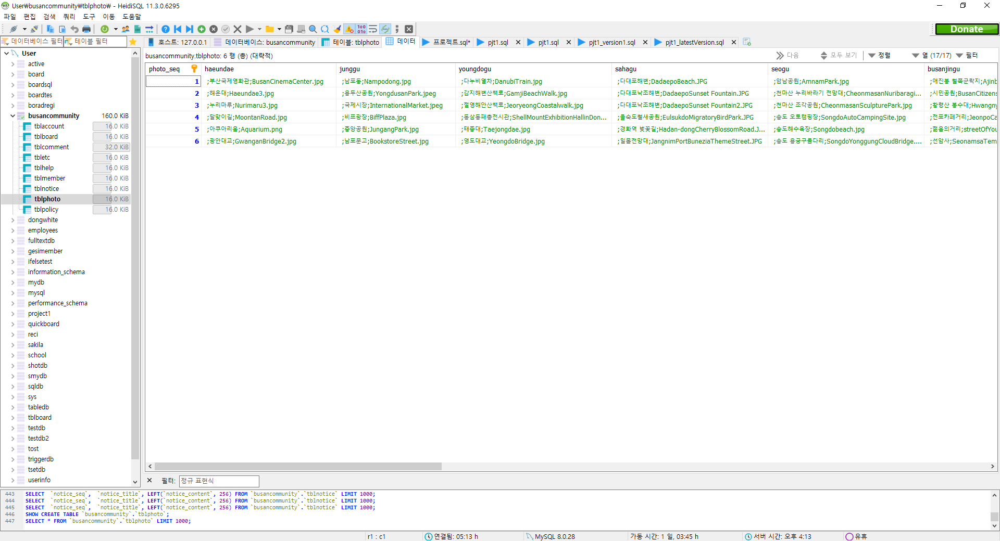 User₩busancommunity₩tblphoto₩ - HeidiSQL 11.3.0.6295
파일 편집 검색 쿼리 도구 이동 도움말
Donate
데이터베이스 필터 테이블 필터
호스트: 127.0.0.1 데이터베이스: busancommunity 테이블: tblphoto 데이터 프로젝트.sql* pjt1.sql pjt1.sql pjt1_version1.sql pjt1_latestVersion.sql
busancommunity.tblphoto: 6 행 (총) (대략적) 다음 모두 보기 정렬 열 (17/17) 필터
User
active
board
boardsql
boardtes
boradregi
busancommunity 160.0 KiB
tblaccount 16.0 KiB
tblboard 16.0 KiB
tblcomment 32.0 KiB
tbletc 16.0 KiB
tblhelp 16.0 KiB
tblmember 16.0 KiB
tblnotice 16.0 KiB
tblphoto 16.0 KiB
tblpolicy 16.0 KiB
dongwhite
employees
fulltextdb
gesimember
ifelsetest
information_schema
mydb
mysql
performance_schema
project1
quickboard
reci
sakila
school
shotdb
smydb
sqldb
sys
tabledb
tblboard
testdb
testdb2
tost
triggerdb
tsetdb
userinfo
photo_seq haeundae junggu youngdogu sahagu seogu busanjingu
1 ;부산국제영화관;BusanCinemaCenter.jpg ;남포동;Nampodong.jpg ;다누비열차;DanubiTrain.jpg ;다대포해변;DadaepoBeach.JPG ;암남공원;AmnamPark.jpg ;애진봉 철쭉군락지;Ajinb
2 ;해운대;Haeundae3.jpg ;용두산공원;YongdusanPark.jpeg ;감지해변산책로;GamjiBeachWalk.jpg ;다대포낙조해변;DadaepoSunset Fountain.JPG ;천마산 누리바라기 전망대;CheonmasanNuribaragi... ;시민공원;BusanCitizens
3 ;누리마루;Nurimaru3.jpg ;국제시장;InternationalMarket.jpeg ;절영해안산책로;JeoryeongCoastalwalk.jpg ;다대포낙조해변;DadaepoSunset Fountain2.JPG ;천마산 조각공원;CheonmasanSculpturePark.jpg ;황령산 봉수대;Hwangny
4 ;달맞이길;MoontanRoad.jpg ;비프광장;BiffPlaza.jpg ;동삼동패총전시관;ShellMountExhibitionHallinDon... ;을숙도철새공원;EulsukdoMigratoryBirdPark.JPG ;송도 오토캠핑장;SongdoAutoCampingSite.jpg ;전포카페거리;JeonpoCa
5 ;아쿠아리움;Aquarium.png ;중앙공원;JungangPark.jpg ;태종대;Taejongdae.jpg ;경화역 벚꽃길;Hadan-dongCherryBlossomRoad.J... ;송도해수욕장;Songdobeach.jpg ;젊음의거리;streetOfYou
6 ;광안대교;GwanganBridge2.jpg ;남포문고;BookstoreStreet.jpg ;영도대교;YeongdoBridge.jpg ;일몰전망대;JangnimPortBuneziaThemeStreet.JPG ;송도 용궁구름다리;SongdoYonggungCloudBridge.... ;선암사;SeonamsaTem
필터: 정규 표현식
443 SELECT `notice_seq`, `notice_title`, LEFT(`notice_content`, 256) FROM `busancommunity`.`tblnotice` LIMIT 1000;
444 SELECT `notice_seq`, `notice_title`, LEFT(`notice_content`, 256) FROM `busancommunity`.`tblnotice` LIMIT 1000;
445 SELECT `notice_seq`, `notice_title`, LEFT(`notice_content`, 256) FROM `busancommunity`.`tblnotice` LIMIT 1000;
446 SHOW CREATE TABLE `busancommunity`.`tblphoto`;
447 SELECT * FROM `busancommunity`.`tblphoto` LIMIT 1000;
r1 : c1 연결됨: 05:13 h MySQL 8.0.28 가동 시간: 1 일, 03:45 h 서버 시간: 오후 4:13 유휴